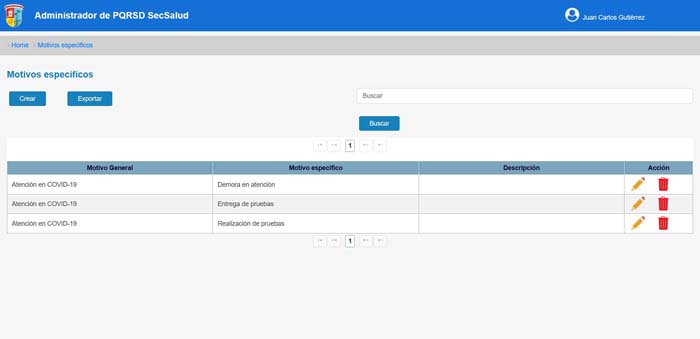 Administrador de PQRSD SecSalud
Juan Carlos Gutiérrez
Home Motivos específicos
Motivos específicos
Crear Exportar
Buscar
Buscar
1
Motivo General Motivo específico Descripción Acción
Atención en COVID-19 Demora en atención
Atención en COVID-19 Entrega de pruebas
Atención en COVID-19 Realización de pruebas
1